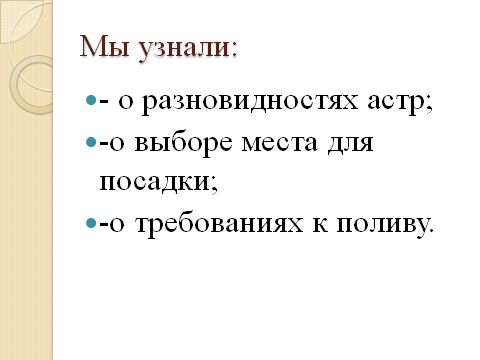 Мы узнали:
- о разновидностях астр;
-о выборе места для
посадки;
-о требованиях к поливу.